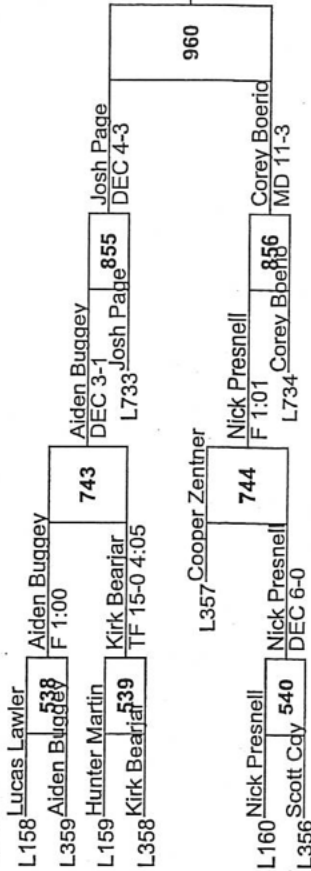 L158 Lucas Lawler
538
L359 Aiden Buggey
Aiden Buggey
F 1:00
L159 Hunter Martin
539
L358 Kirk Bearjar
Kirk Bearjar
TF 15-0 4:05
743
Aiden Buggey
DEC 3-1
855
L733 Josh Page
Josh Page
DEC 4-3
L160 Nick Presnell
540
L356 Scott Coy
Nick Presnell
DEC 6-0
L357 Cooper Zentner
744
Nick Presnell
F 1:01
856
L734 Corey Boerio
Corey Boerio
MD 11-3
960